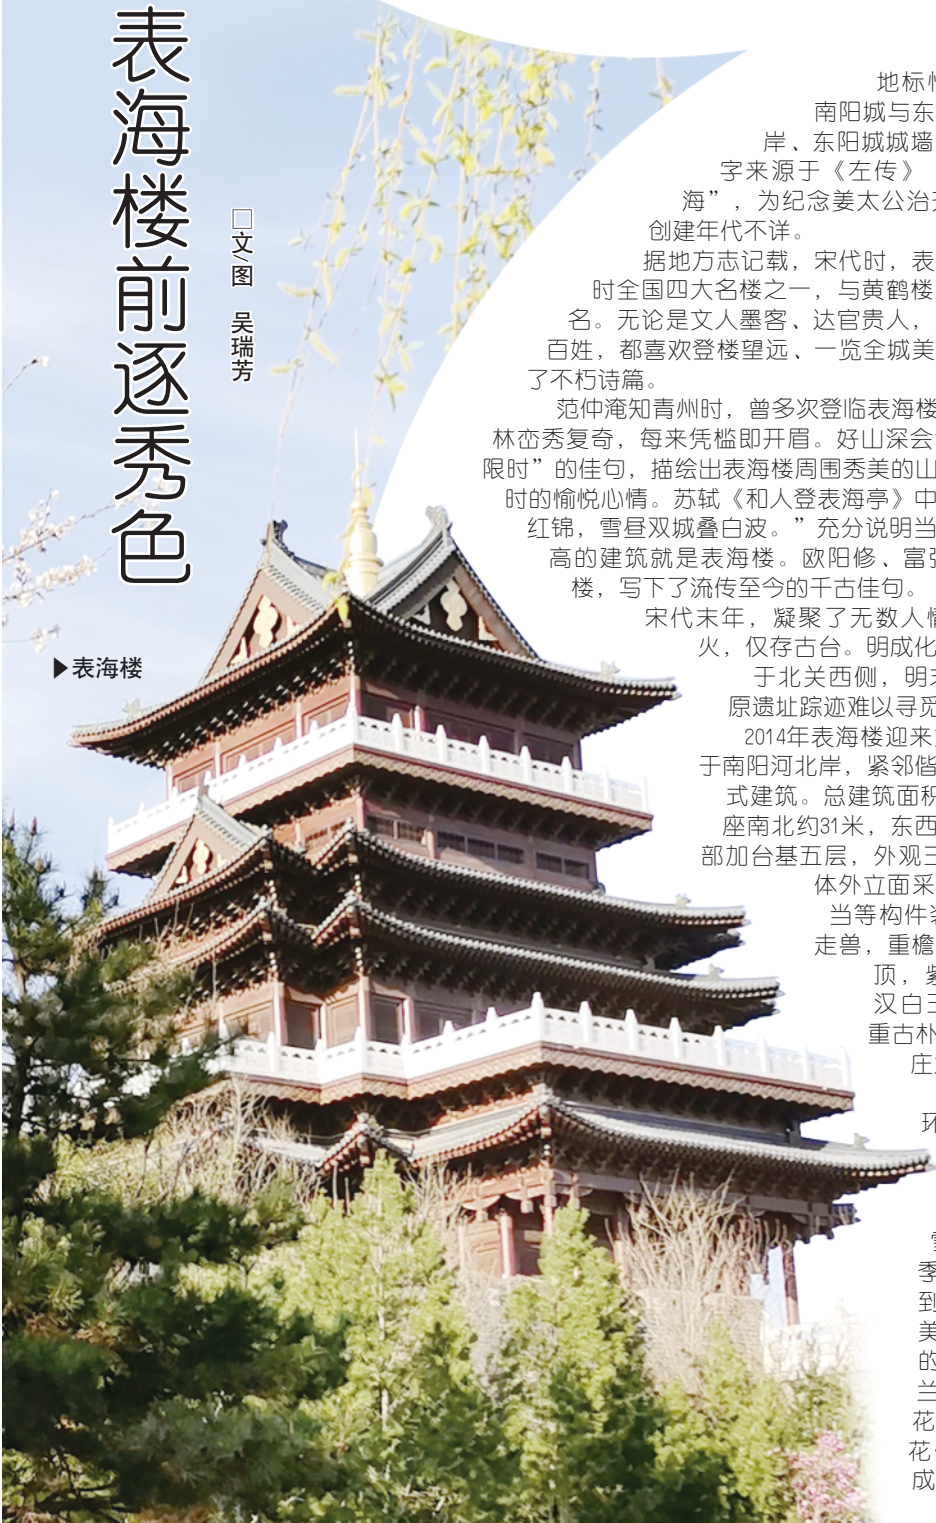 表海楼前逐秀色
□文/图 吴瑞芳
▶表海楼
地标性
南阳城与东
岸、东阳城城墙
字来源于《左传》
海”，为纪念姜太公治
创建年代不详。
据地方志记载，宋代时，表
时全国四大名楼之一，与黄鹤楼
名。无论是文人墨客、达官贵人，
百姓，都喜欢登楼望远、一览全城美
了不朽诗篇。
范仲淹知青州时，曾多次登临表海楼
林峦秀复奇，每来凭槛即开眉。好山深会
限时”的佳句，描绘出表海楼周围秀美的山
时的愉悦心情。苏轼《和人登表海亭》中
红锦，雪昼双城叠白波。”充分说明当
高的建筑就是表海楼。欧阳修、富弼
楼，写下了流传至今的千古佳句。
宋代末年，凝聚了无数人情
火，仅存古台。明成化
于北关西侧，明末
原遗址踪迹难以寻觅
2014年表海楼迎来
于南阳河北岸，紧邻偕
式建筑。总建筑面积
座南北约31米，东西
部加台基五层，外观三
体外立面采
当等构件
走兽，重檐
顶，紫
汉白玉
重古朴
庄
环
季
到
美
的
兰
花
花
成